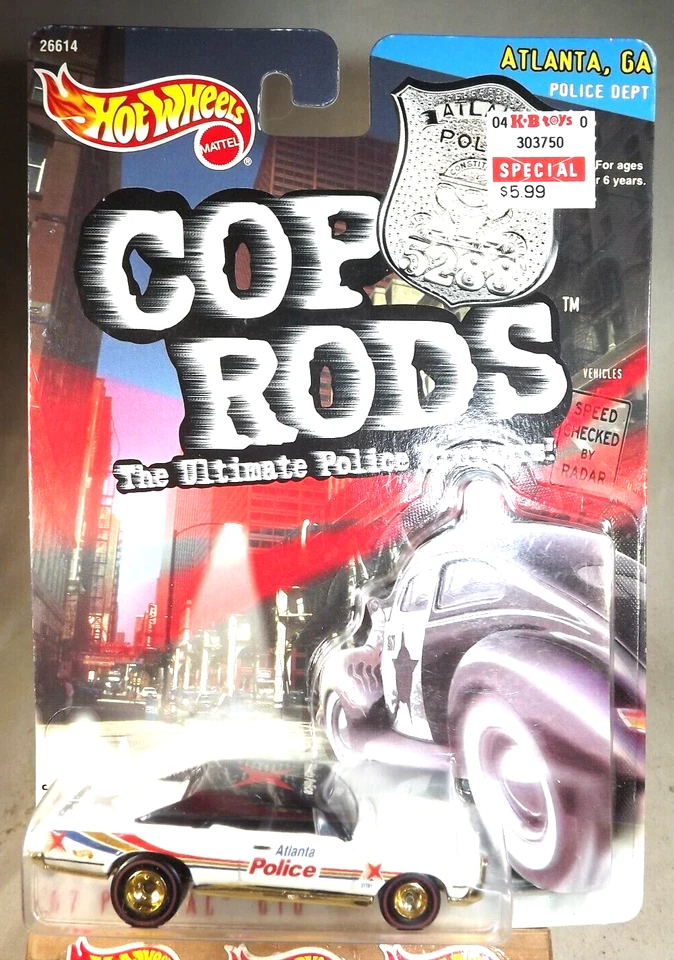 26614
ATLANTA, GA
POLICE DEPT
HOT WHEELS
MATTEL
®
04 K·B toys 0
303750
SPECIAL
$5.99
For ages
r 6 years.
5288
COP
RODS
TM
The Ultimate Police
VEHICLES
SPEED
CHECKED
BY
RADAR
Atlanta
Police